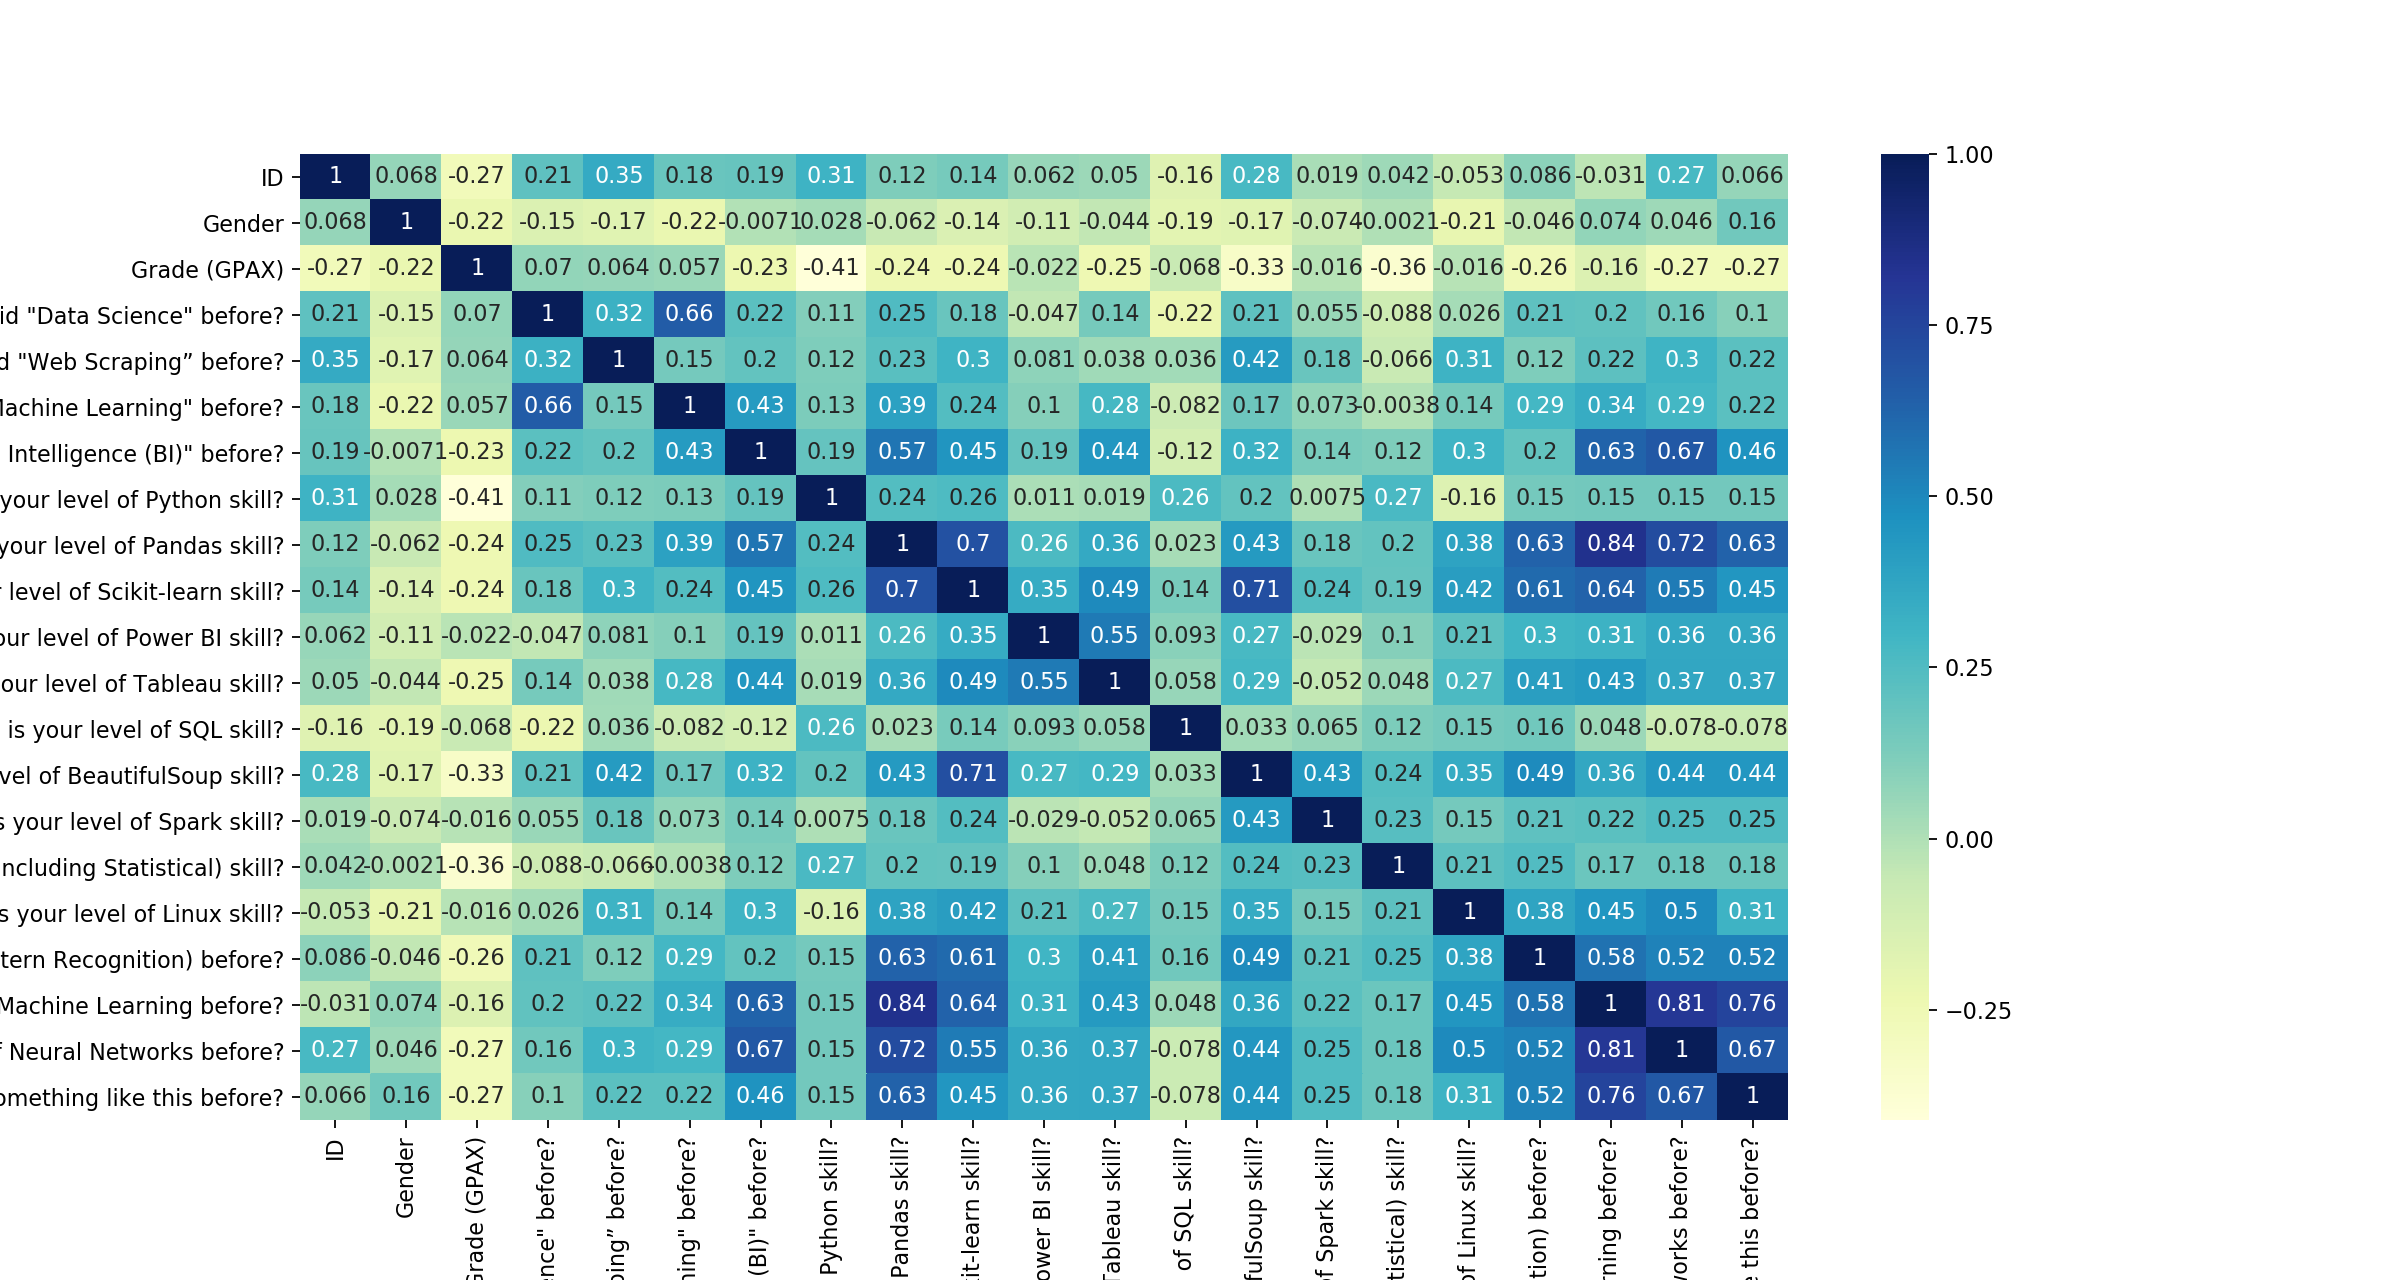 ID 1 0.068 -0.27 0.21 0.35 0.18 0.19 0.31 0.12 0.14 0.062 0.05 -0.16 0.28 0.019 0.042 -0.053 0.086 -0.031 0.27 0.066
Gender 0.068 1 -0.22 -0.15 -0.17 -0.22 -0.0071 0.028 -0.062 -0.14 -0.11 -0.044 -0.19 -0.17 -0.074 -0.0021 -0.21 -0.046 0.074 0.046 0.16
Grade (GPAX) -0.27 -0.22 1 0.07 0.064 0.057 -0.23 -0.41 -0.24 -0.24 -0.022 -0.25 -0.068 -0.33 -0.016 -0.36 -0.016 -0.26 -0.16 -0.27 -0.27
id "Data Science" before? 0.21 -0.15 0.07 1 0.32 0.66 0.22 0.11 0.25 0.18 -0.047 0.14 -0.22 0.21 0.055 -0.088 0.026 0.21 0.2 0.16 0.1
d "Web Scraping” before? 0.35 -0.17 0.064 0.32 1 0.15 0.2 0.12 0.23 0.3 0.081 0.038 0.036 0.42 0.18 -0.066 0.31 0.12 0.22 0.3 0.22
Machine Learning" before? 0.18 -0.22 0.057 0.66 0.15 1 0.43 0.13 0.39 0.24 0.1 0.28 -0.082 0.17 0.073 -0.0038 0.14 0.29 0.34 0.29 0.22
Intelligence (BI)" before? 0.19 -0.0071 -0.23 0.22 0.2 0.43 1 0.19 0.57 0.45 0.19 0.44 -0.12 0.32 0.14 0.12 0.3 0.2 0.63 0.67 0.46
your level of Python skill? 0.31 0.028 -0.41 0.11 0.12 0.13 0.19 1 0.24 0.26 0.011 0.019 0.26 0.2 0.0075 0.27 -0.16 0.15 0.15 0.15 0.15
your level of Pandas skill? 0.12 -0.062 -0.24 0.25 0.23 0.39 0.57 0.24 1 0.7 0.26 0.36 0.023 0.43 0.18 0.2 0.38 0.63 0.84 0.72 0.63
r level of Scikit-learn skill? 0.14 -0.14 -0.24 0.18 0.3 0.24 0.45 0.26 0.7 1 0.35 0.49 0.14 0.71 0.24 0.19 0.42 0.61 0.64 0.55 0.45
our level of Power BI skill? 0.062 -0.11 -0.022 -0.047 0.081 0.1 0.19 0.011 0.26 0.35 1 0.55 0.093 0.27 -0.029 0.1 0.21 0.3 0.31 0.36 0.36
our level of Tableau skill? 0.05 -0.044 -0.25 0.14 0.038 0.28 0.44 0.019 0.36 0.49 0.55 1 0.058 0.29 -0.052 0.048 0.27 0.41 0.43 0.37 0.37
is your level of SQL skill? -0.16 -0.19 -0.068 -0.22 0.036 -0.082 -0.12 0.26 0.023 0.14 0.093 0.058 1 0.033 0.065 0.12 0.15 0.16 0.048 -0.078 -0.078
vel of BeautifulSoup skill? 0.28 -0.17 -0.33 0.21 0.42 0.17 0.32 0.2 0.43 0.71 0.27 0.29 0.033 1 0.43 0.24 0.35 0.49 0.36 0.44 0.44
s your level of Spark skill? 0.019 -0.074 -0.016 0.055 0.18 0.073 0.14 0.0075 0.18 0.24 -0.029 -0.052 0.065 0.43 1 0.23 0.15 0.21 0.22 0.25 0.25
ncluding Statistical) skill? 0.042 -0.0021 -0.36 -0.088 -0.066 -0.0038 0.12 0.27 0.2 0.19 0.1 0.048 0.12 0.24 0.23 1 0.21 0.25 0.17 0.18 0.18
s your level of Linux skill? -0.053 -0.21 -0.016 0.026 0.31 0.14 0.3 -0.16 0.38 0.42 0.21 0.27 0.15 0.35 0.15 0.21 1 0.38 0.45 0.5 0.31
tern Recognition) before? 0.086 -0.046 -0.26 0.21 0.12 0.29 0.2 0.15 0.63 0.61 0.3 0.41 0.16 0.49 0.21 0.25 0.38 1 0.58 0.52 0.52
Machine Learning before? -0.031 0.074 -0.16 0.2 0.22 0.34 0.63 0.15 0.84 0.64 0.31 0.43 0.048 0.36 0.22 0.17 0.45 0.58 1 0.81 0.76
f Neural Networks before? 0.27 0.046 -0.27 0.16 0.3 0.29 0.67 0.15 0.72 0.55 0.36 0.37 -0.078 0.44 0.25 0.18 0.5 0.52 0.81 1 0.67
omething like this before? 0.066 0.16 -0.27 0.1 0.22 0.22 0.46 0.15 0.63 0.45 0.36 0.37 -0.078 0.44 0.25 0.18 0.31 0.52 0.76 0.67 1
ID
Gender
Grade (GPAX)
ence" before?
ping” before?
ning" before?
(BI)" before?
Python skill?
Pandas skill?
it-learn skill?
ower BI skill?
Tableau skill?
of SQL skill?
fulSoup skill?
of Spark skill?
tistical) skill?
of Linux skill?
tion) before?
rning before?
works before?
e this before?
1.00
0.75
0.50
0.25
0.00
−0.25